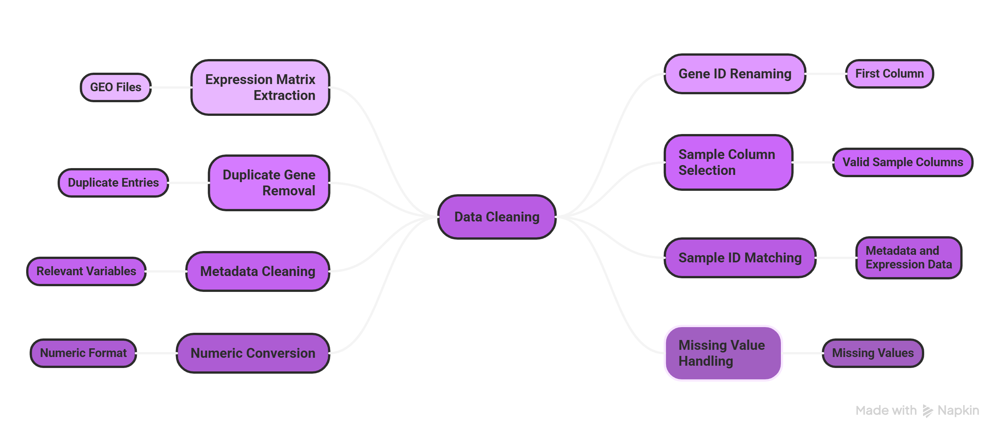 GEO Files
Expression Matrix
Extraction
Duplicate Entries
Duplicate Gene
Removal
Relevant Variables
Metadata Cleaning
Numeric Format
Numeric Conversion
Data Cleaning
Gene ID Renaming
First Column
Sample Column
Selection
Valid Sample Columns
Sample ID Matching
Metadata and
Expression Data
Missing Value
Handling
Missing Values
Made with Napkin